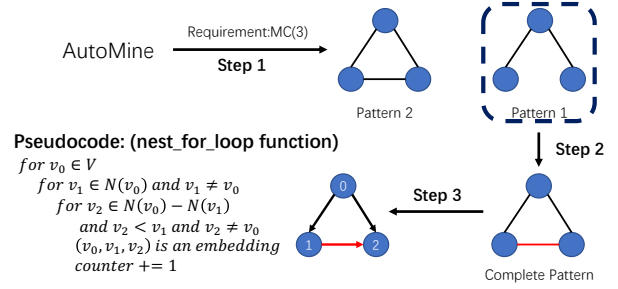 AutoMine
Requirement:MC(3)
Step 1
Pattern 2
Pattern 1
Step 2
Pseudocode: (nest_for_loop function)
for v₀ ∈ V
for v₁ ∈ N(v₀) and v₁ ≠ v₀
for v₂ ∈ N(v₀) − N(v₁)
and v₂ < v₁ and v₂ ≠ v₀
(v₀, v₁, v₂) is an embedding
counter += 1
0
1
2
Step 3
Complete Pattern